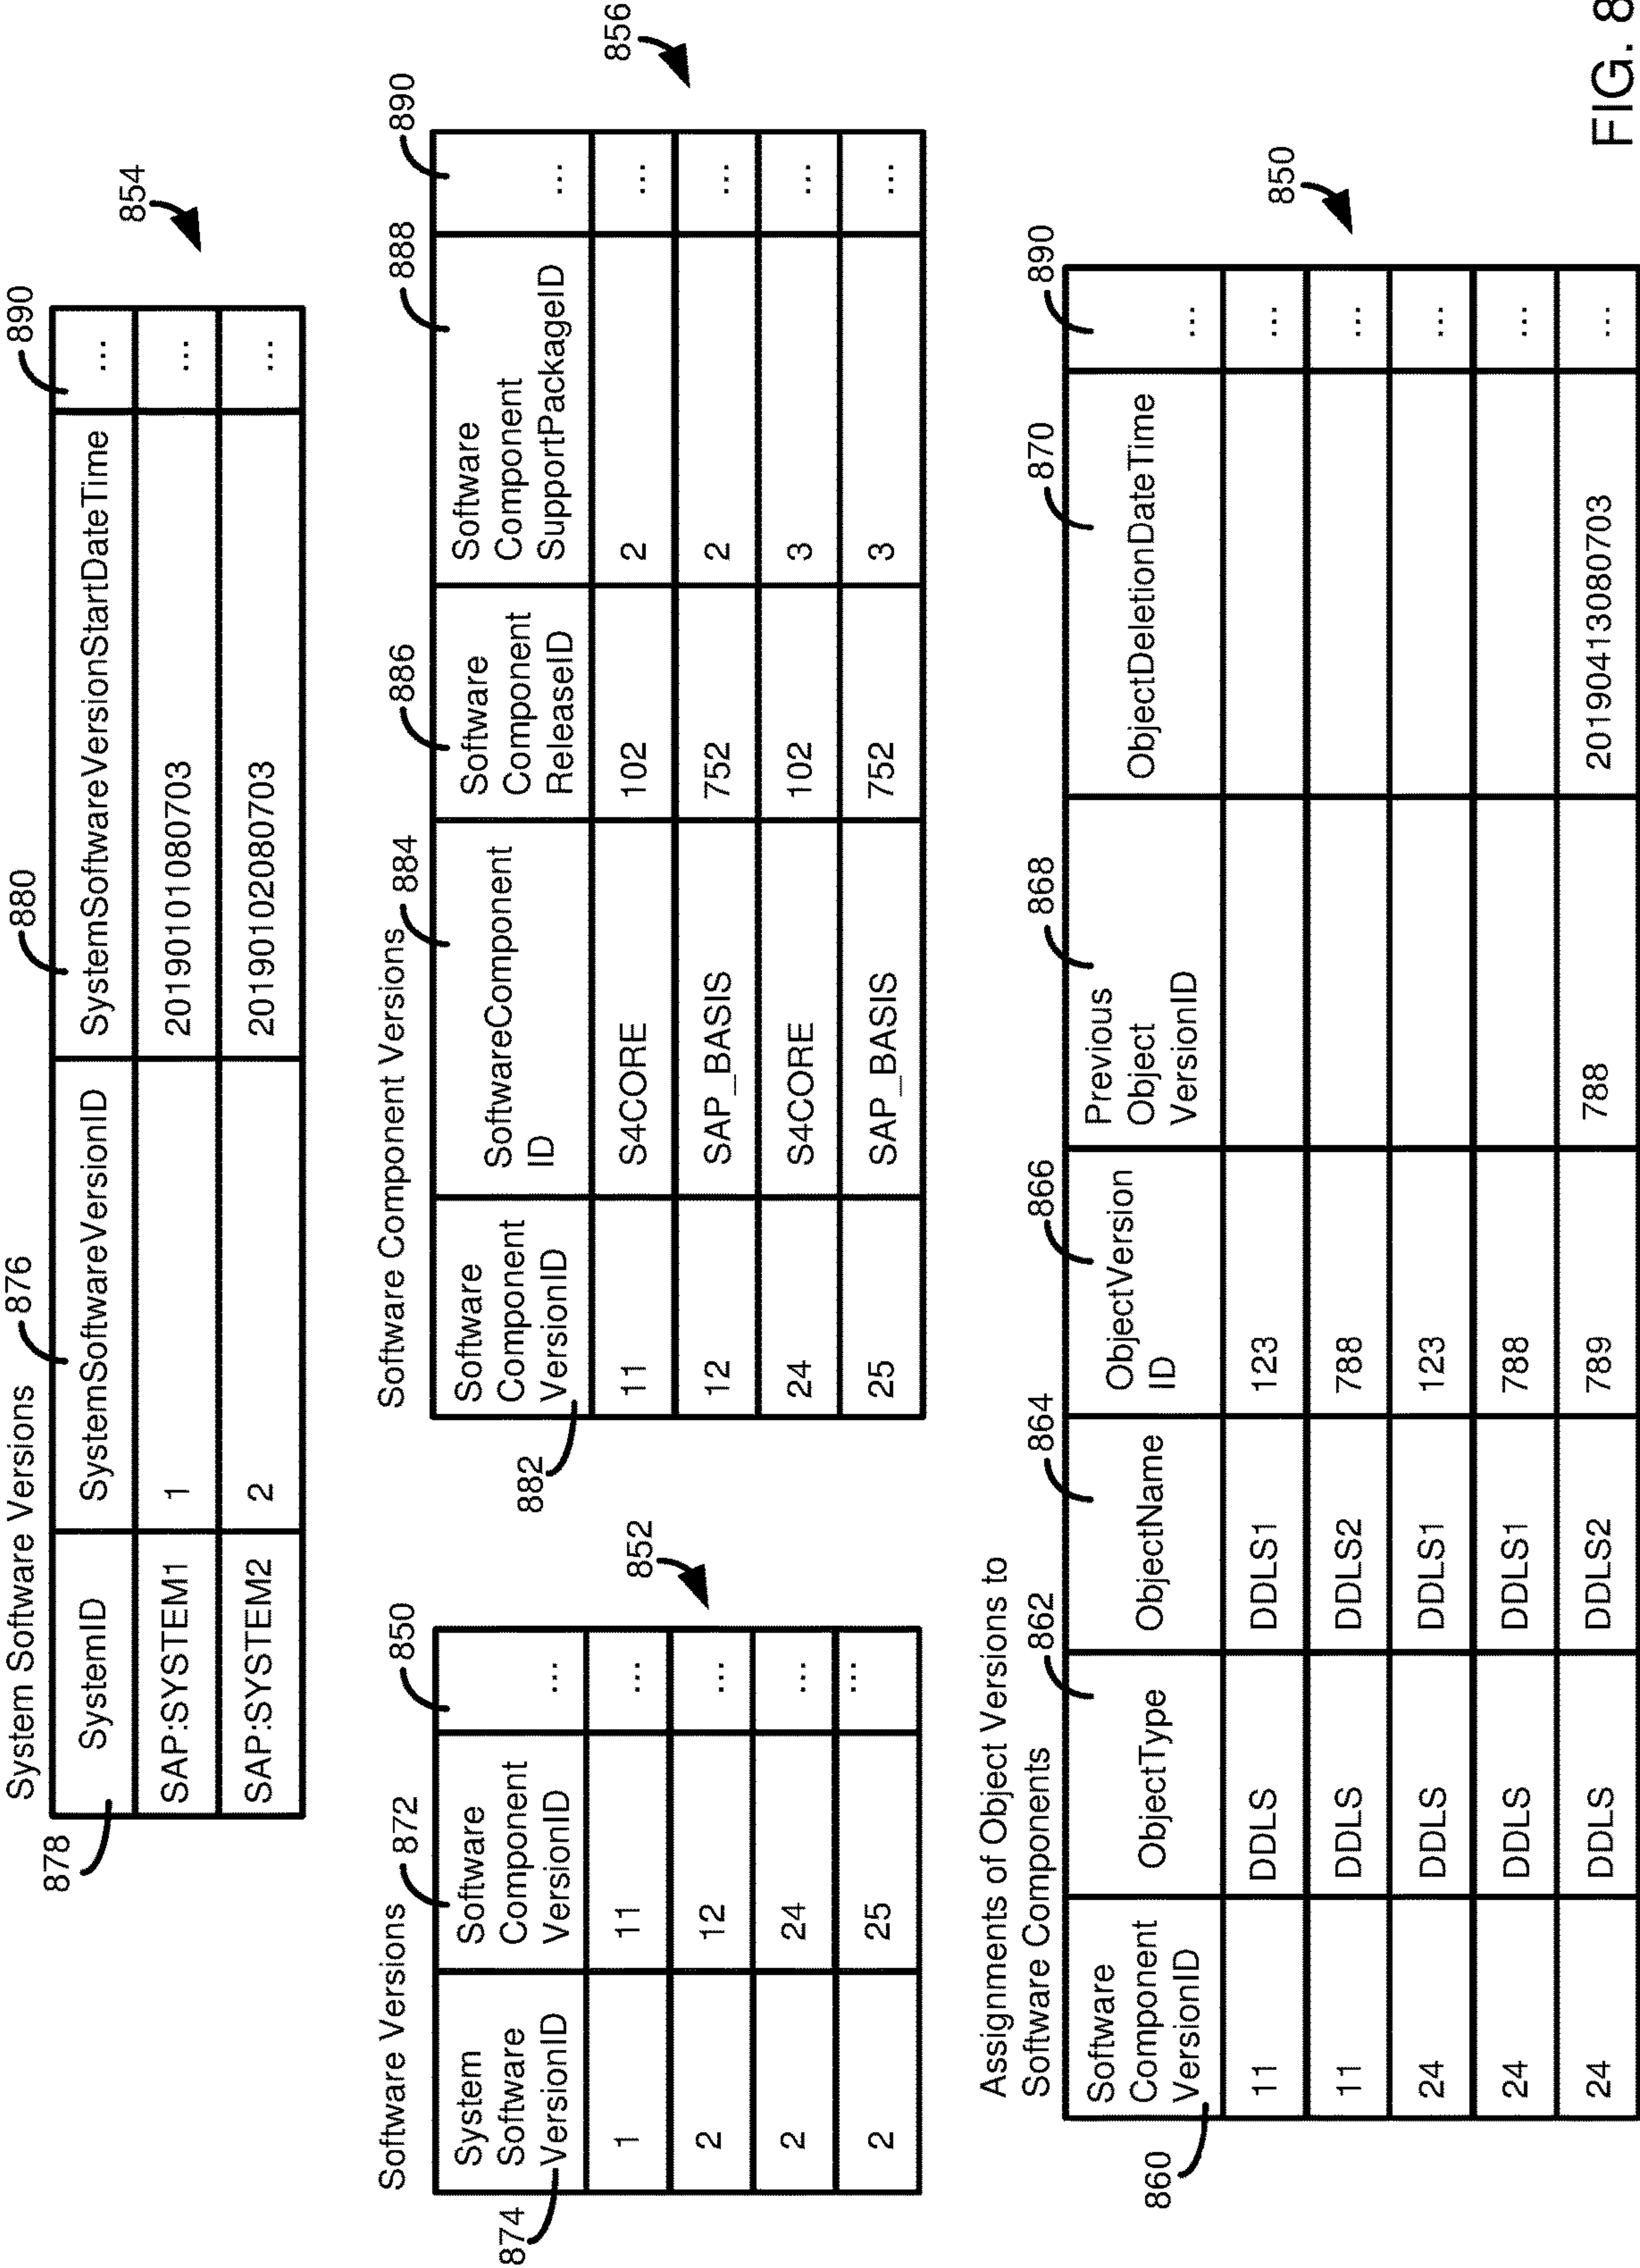 System Software Versions
876
880
890
854
878
SystemID SystemSoftwareVersionID SystemSoftwareVersionStartDateTime ...
SAP:SYSTEM1 1 20190101080703 ...
SAP:SYSTEM2 2 20190102080703 ...
Software Versions
872
850
852
874
System Software VersionID
Software Component VersionID
...
1 11 ...
2 12 ...
2 24 ...
2 25 ...
Software Component Versions
884
886
888
890
856
882
Software Component VersionID
SoftwareComponent ID
Software Component ReleaseID
Software Component SupportPackageID
...
11 S4CORE 102 2 ...
12 SAP_BASIS 752 2 ...
24 S4CORE 102 3 ...
25 SAP_BASIS 752 3 ...
Assignments of Object Versions to
Software Components
862
864
866
868
870
890
850
860
Software Component VersionID
ObjectType
ObjectName
ObjectVersion ID
Previous Object VersionID
ObjectDeletionDateTime
...
11 DDLS DDLS1 123 ...
11 DDLS DDLS2 788 ...
24 DDLS DDLS1 123 ...
24 DDLS DDLS1 788 ...
24 DDLS DDLS2 789 788 20190413080703 ...
FIG. 8